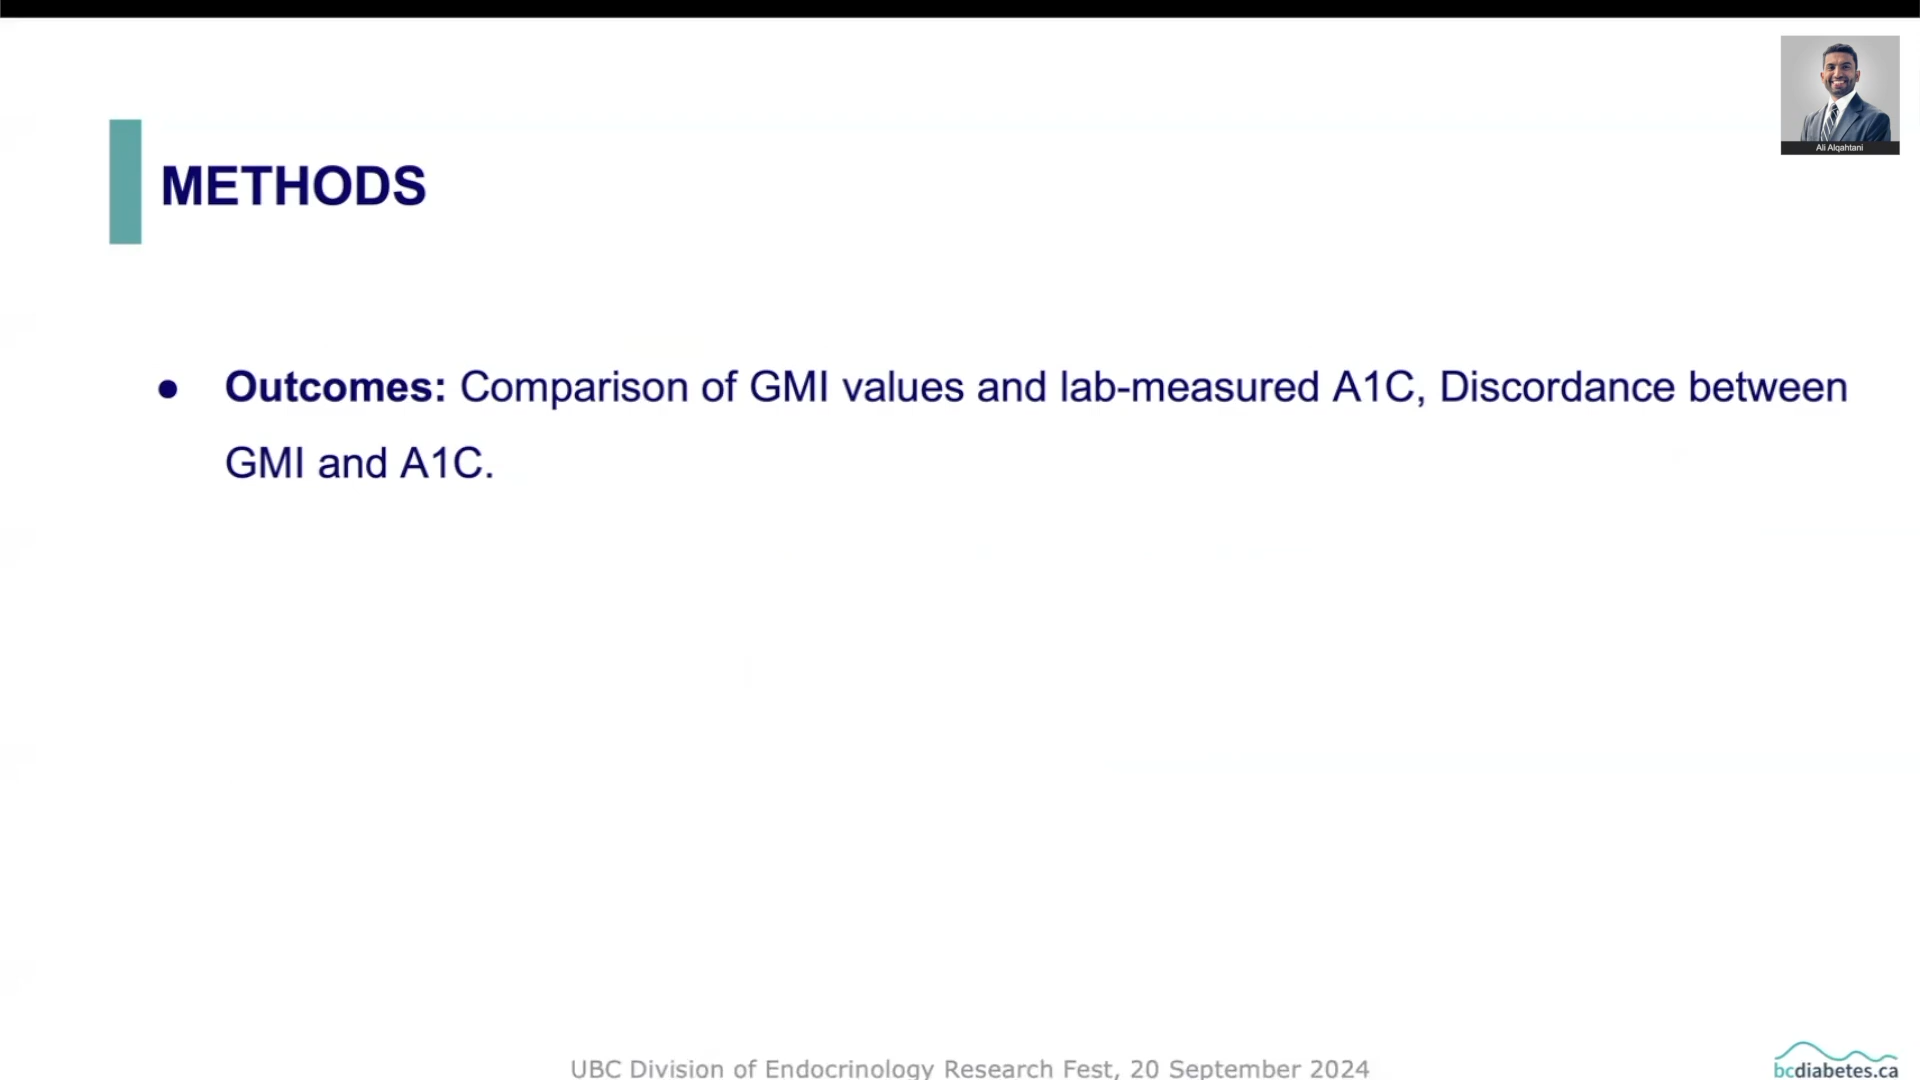 Ali Alqahtani
METHODS
● Outcomes: Comparison of GMI values and lab-measured A1C, Discordance between
GMI and A1C.
UBC Division of Endocrinology Research Fest, 20 September 2024
bcdiabetes.ca